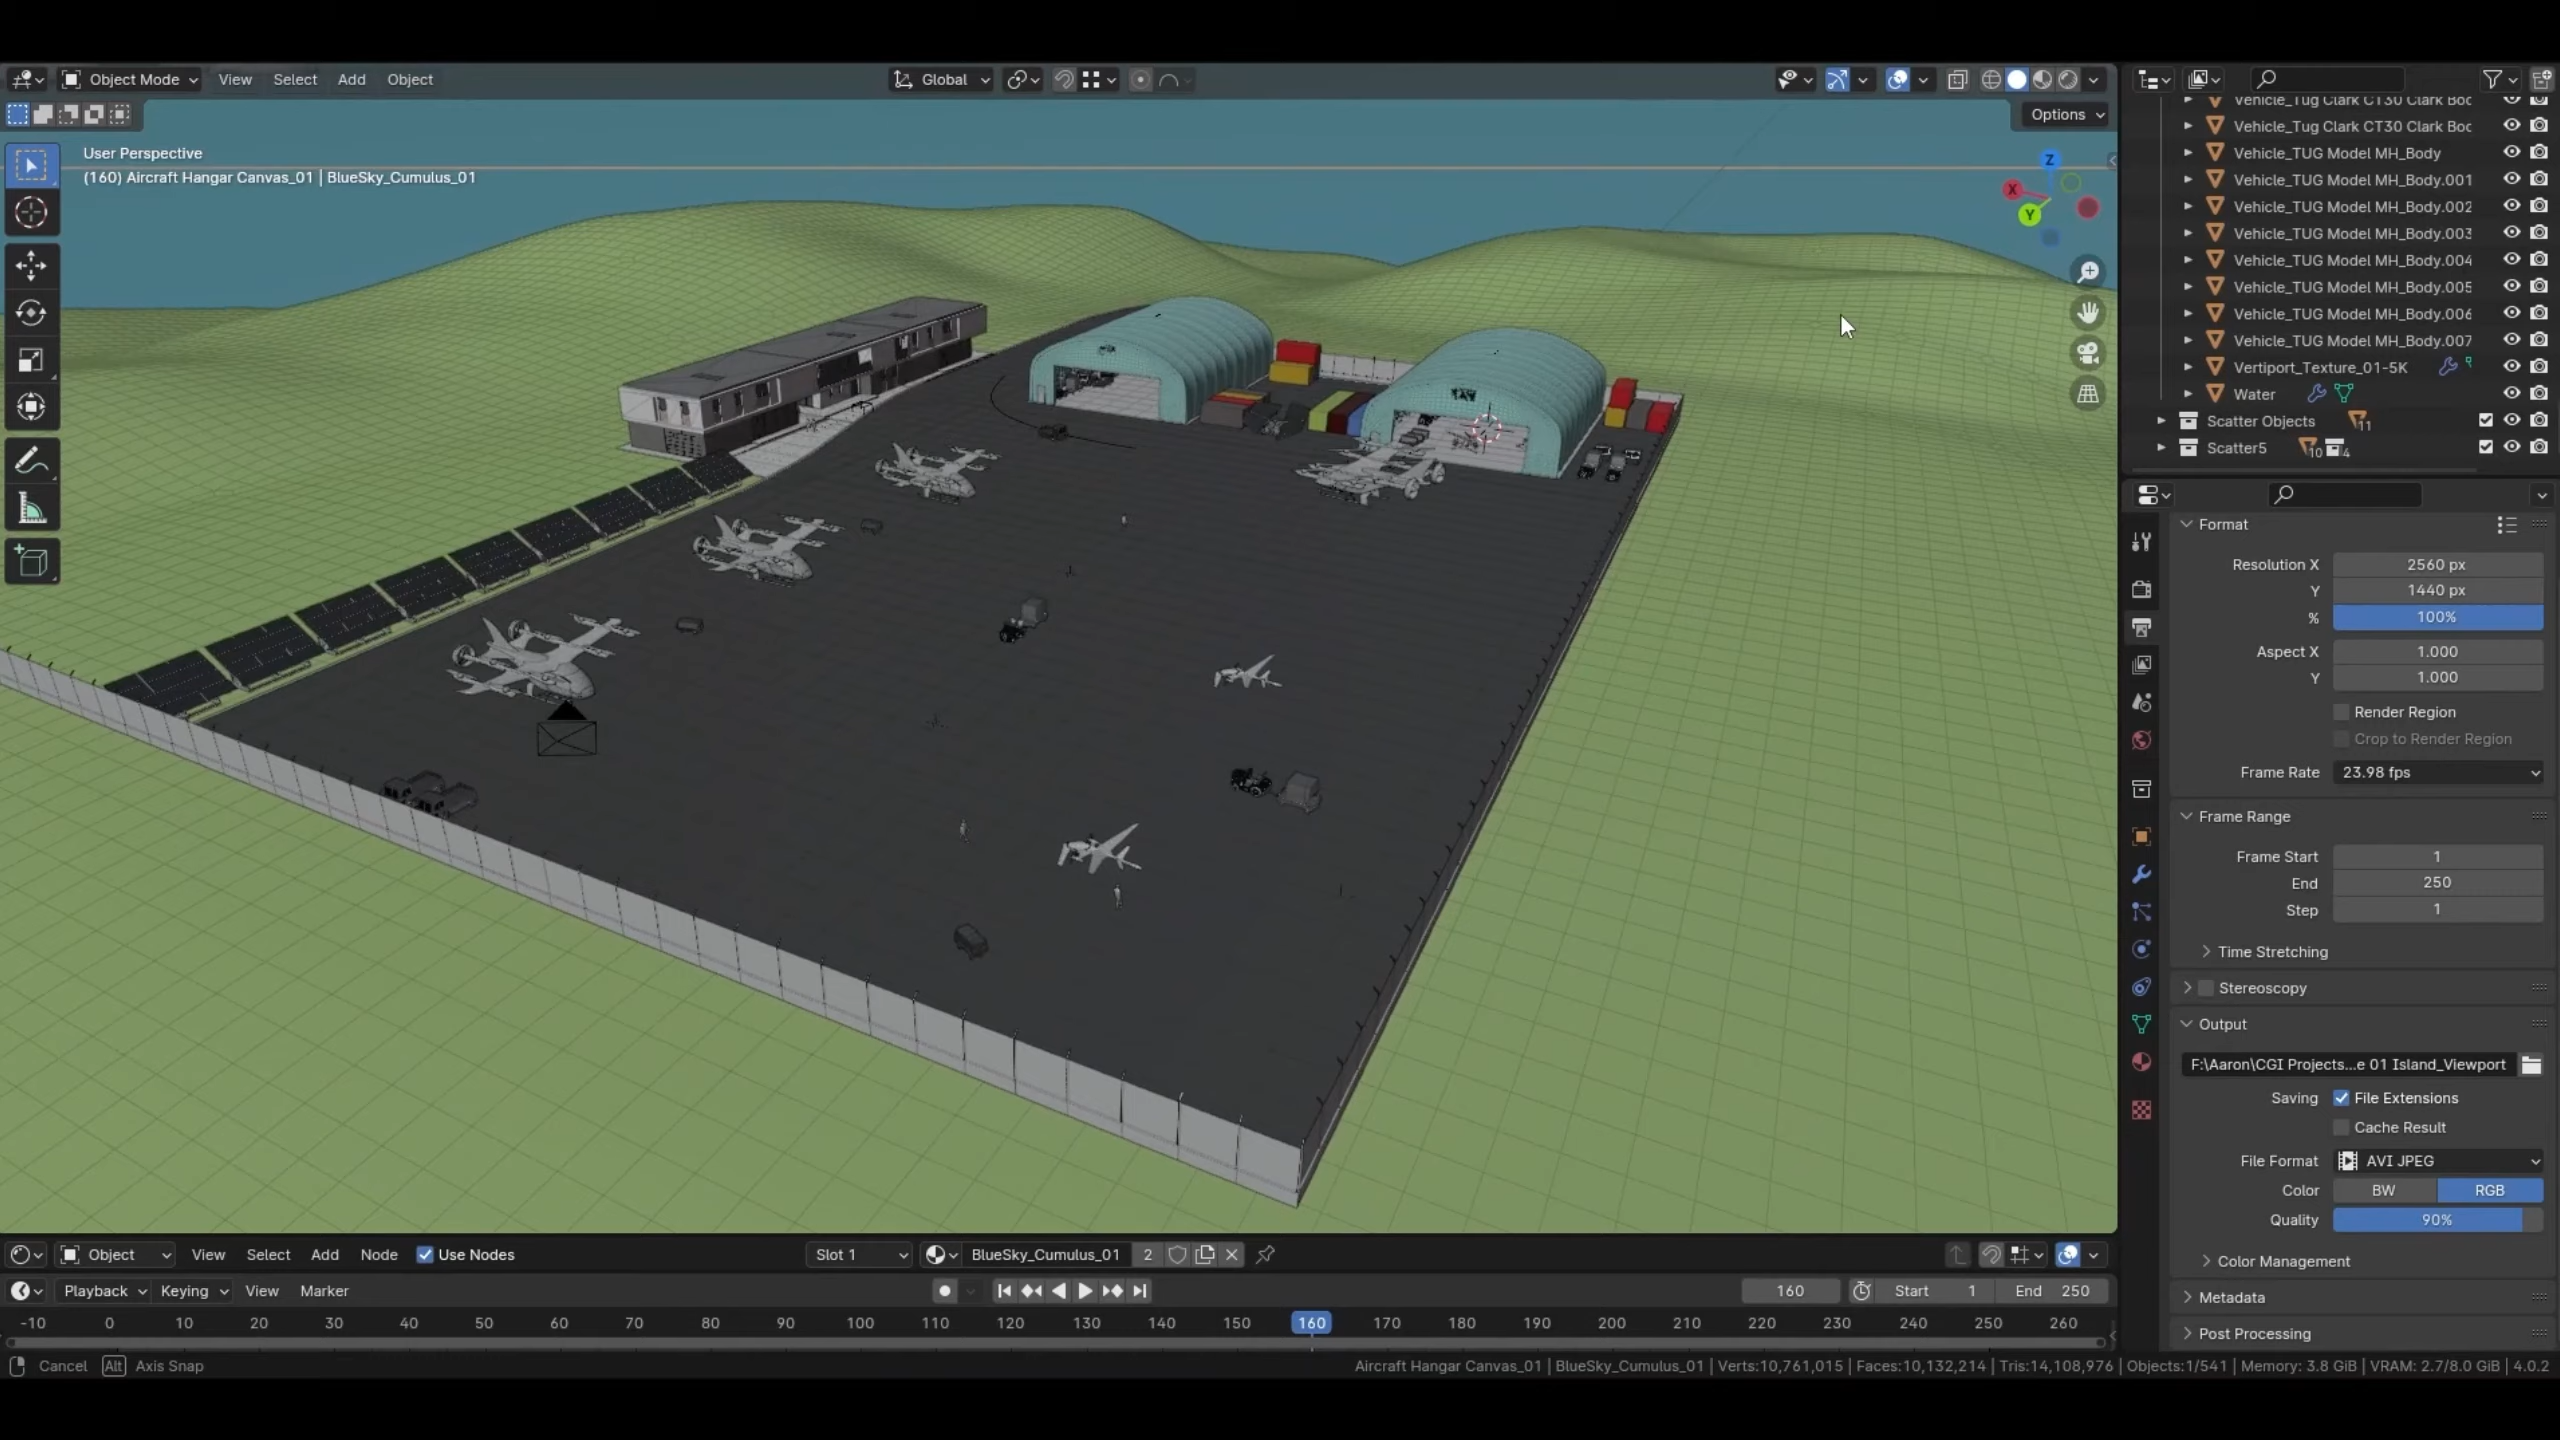 Object Mode View Select Add Object Global
Options
User Perspective
(160) Aircraft Hangar Canvas_01 | BlueSky_Cumulus_01
Z
X
Y
Vehicle_Tug Clark CT30 Clark Boc
Vehicle_Tug Clark CT30 Clark Boc
Vehicle_TUG Model MH_Body
Vehicle_TUG Model MH_Body.001
Vehicle_TUG Model MH_Body.002
Vehicle_TUG Model MH_Body.003
Vehicle_TUG Model MH_Body.004
Vehicle_TUG Model MH_Body.005
Vehicle_TUG Model MH_Body.006
Vehicle_TUG Model MH_Body.007
Vertiport_Texture_01-5K
Water
Scatter Objects 11
Scatter5 10 4
Format
Resolution X 2560 px
Y 1440 px
% 100%
Aspect X 1.000
Y 1.000
Render Region
Crop to Render Region
Frame Rate 23.98 fps
Frame Range
Frame Start 1
End 250
Step 1
Time Stretching
Stereoscopy
Output
F:\Aaron\CGI Projects...e 01 Island_Viewport
Saving File Extensions
Cache Result
File Format AVI JPEG
Color BW RGB
Quality 90%
Color Management
Metadata
Post Processing
Object View Select Add Node Use Nodes Slot 1 BlueSky_Cumulus_01 2
Playback Keying View Marker 160 Start 1 End 250
-10 0 10 20 30 40 50 60 70 80 90 100 110 120 130 140 150 160 170 180 190 200 210 220 230 240 250 260
Cancel Alt Axis Snap Aircraft Hangar Canvas_01 | BlueSky_Cumulus_01 | Verts:10,761,015 | Faces:10,132,214 | Tris:14,108,976 | Objects:1/541 | Memory: 3.8 GiB | VRAM: 2.7/8.0 GiB | 4.0.2